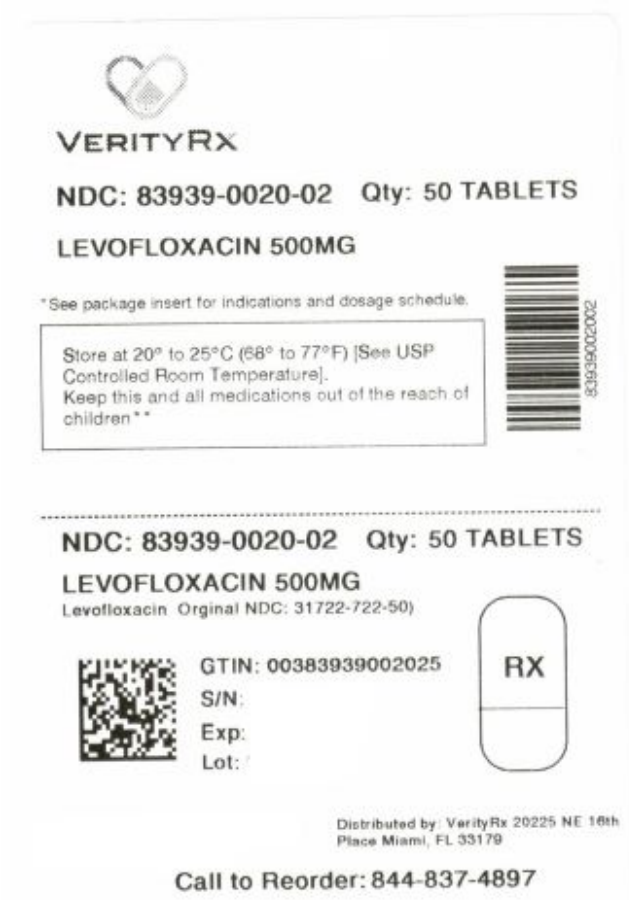 VERITYRX
NDC: 83939-0020-02 Qty: 50 TABLETS
LEVOFLOXACIN 500MG
*See package insert for indications and dosage schedule.
Store at 20° to 25°C (68° to 77°F) [See USP
Controlled Room Temperature].
Keep this and all medications out of the reach of
children**
83939002002
NDC: 83939-0020-02 Qty: 50 TABLETS
LEVOFLOXACIN 500MG
Levofloxacin Orginal NDC: 31722-722-50)
GTIN: 00383939002025
S/N:
Exp:
Lot:
RX
Distributed by: VerityRx 20225 NE 16th
Place Miami, FL 33179
Call to Reorder: 844-837-4897